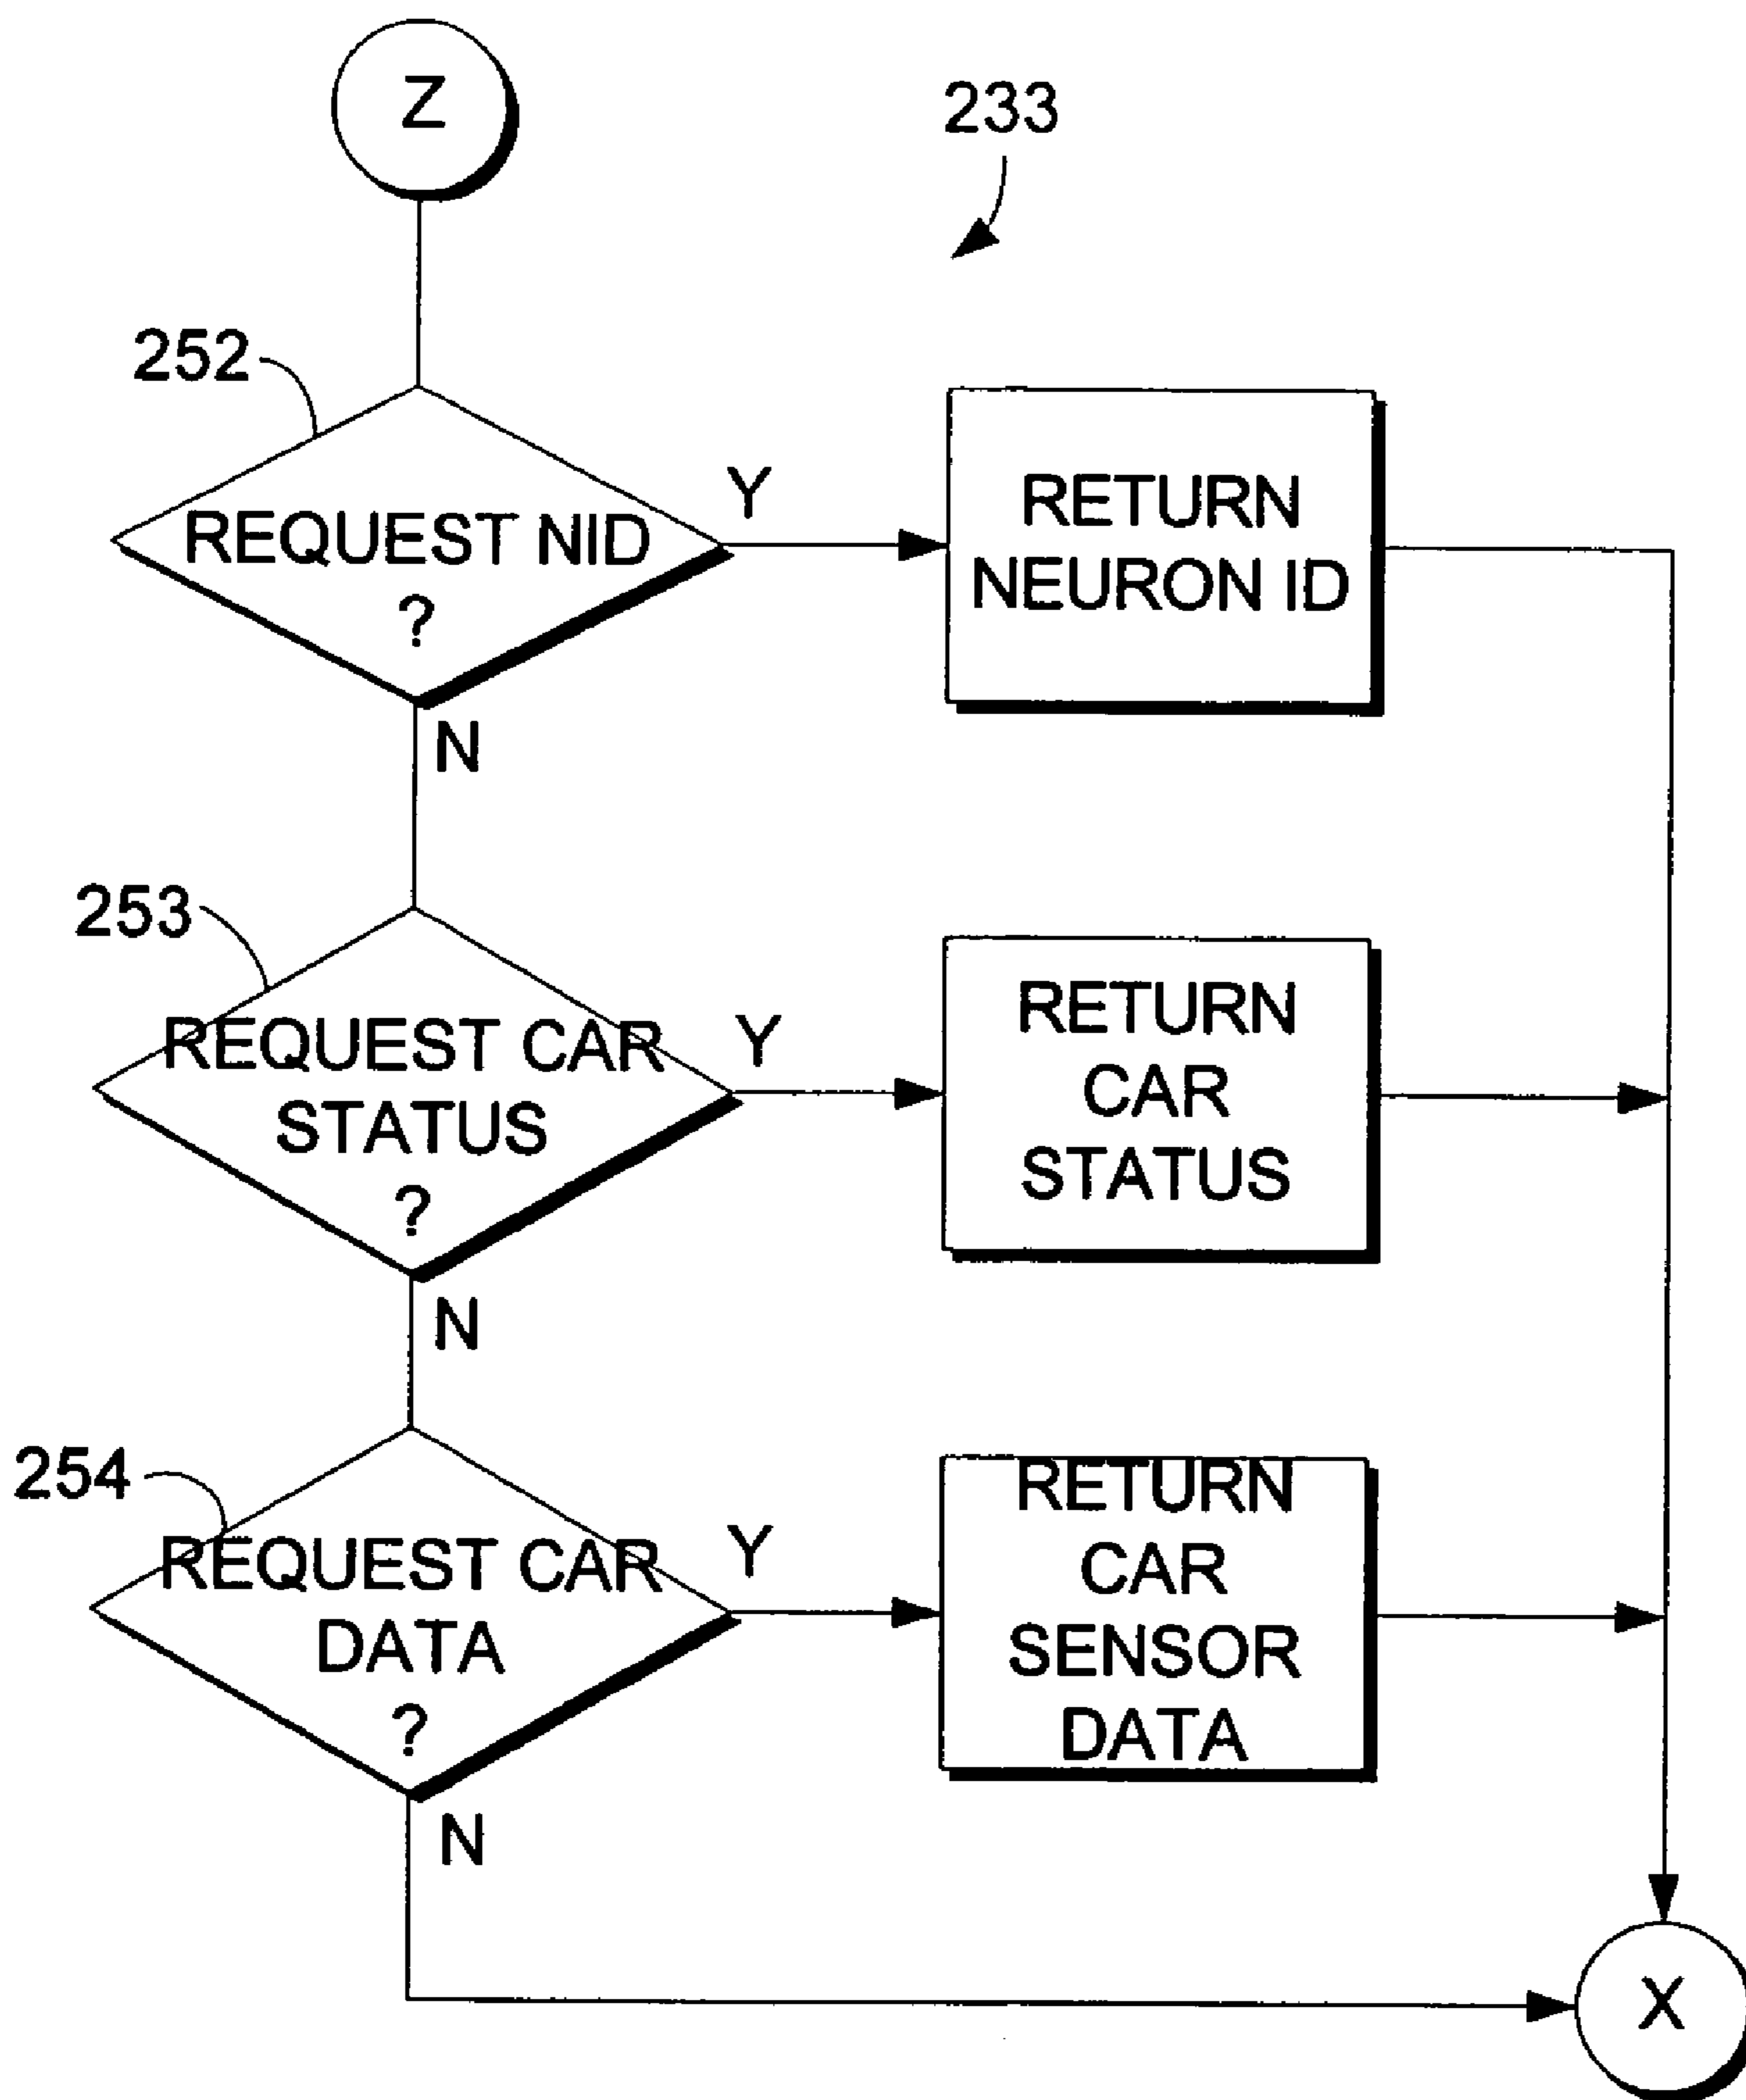 Z
233
252
REQUEST NID
?
Y
RETURN
NEURON ID
N
253
REQUEST CAR
STATUS
?
Y
RETURN
CAR
STATUS
N
254
REQUEST CAR
DATA
?
Y
RETURN
CAR
SENSOR
DATA
N
X